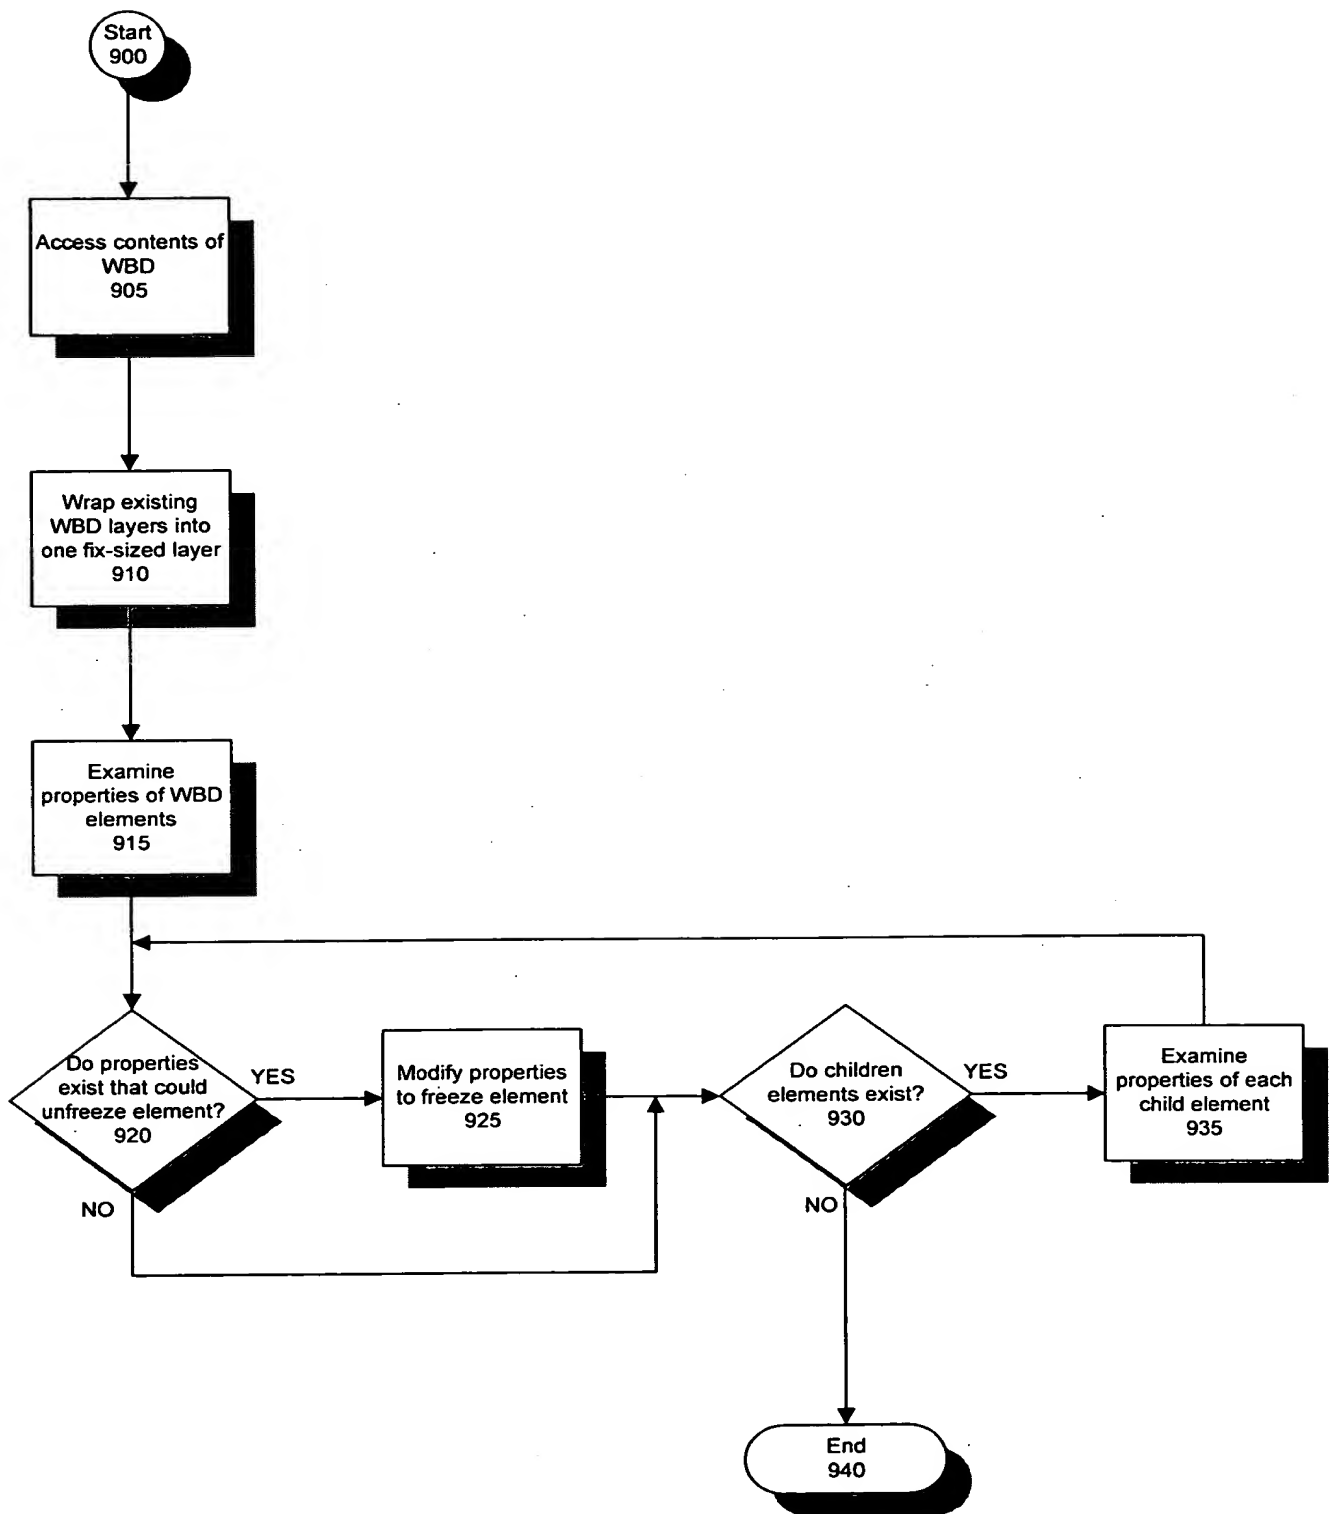 Start
900
Access contents of
WBD
905
Wrap existing
WBD layers into
one fix-sized layer
910
Examine
properties of WBD
elements
915
Do properties
exist that could
unfreeze element?
920
YES
NO
Modify properties
to freeze element
925
Do children
elements exist?
930
YES
NO
Examine
properties of each
child element
935
End
940